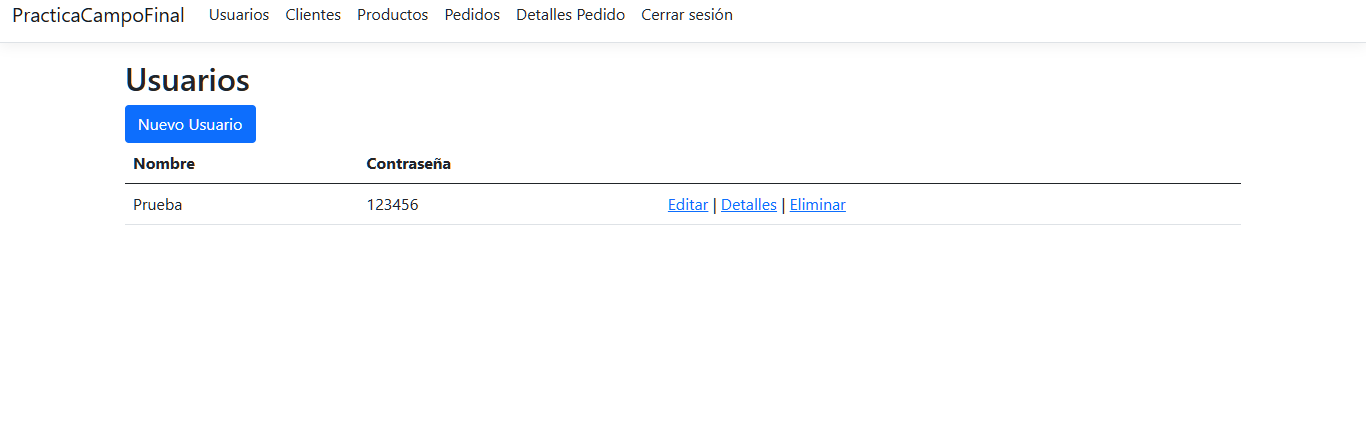 PracticaCampoFinal Usuarios Clientes Productos Pedidos Detalles Pedido Cerrar sesión
Usuarios
Nuevo Usuario
Nombre Contraseña
Prueba 123456 Editar | Detalles | Eliminar